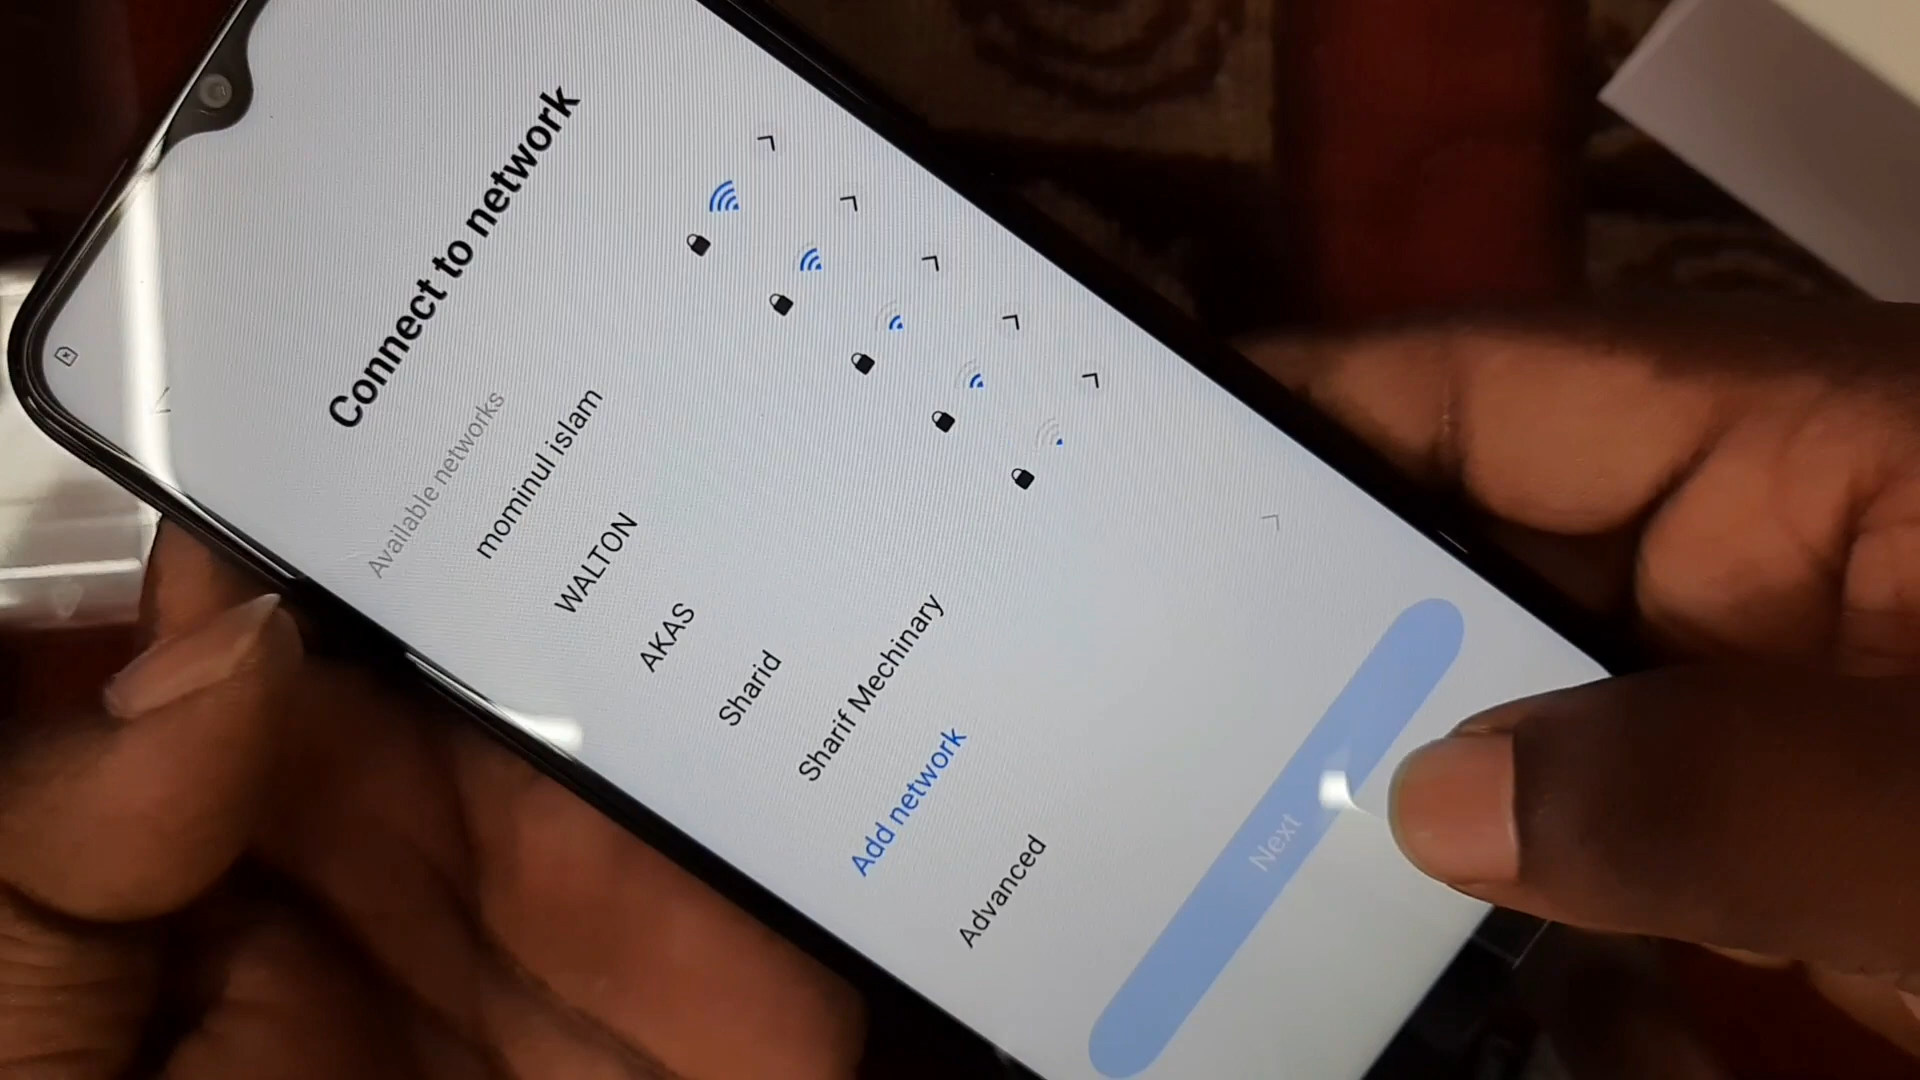 Connect to network
Available networks
mominul islam
WALTON
AKAS
Sharid
Sharif Mechinary
Add network
Advanced
Next